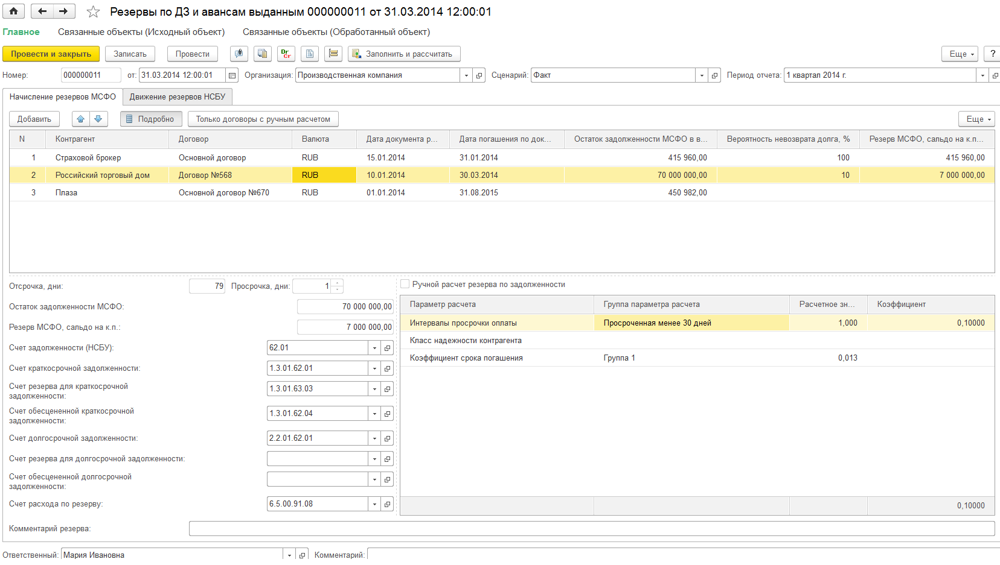 Резервы по ДЗ и авансам выданным 000000011 от 31.03.2014 12:00:01
Главное Связанные объекты (Исходный объект) Связанные объекты (Обработанный объект)
Провести и закрыть Записать Провести Dr Cr Заполнить и рассчитать Еще ?
Номер: 000000011 от: 31.03.2014 12:00:01 Организация: Производственная компания Сценарий: Факт Период отчета: 1 квартал 2014 г.
Начисление резервов МСФО Движение резервов НСБУ
Добавить Подробно Только договоры с ручным расчетом Еще
N Контрагент Договор Валюта Дата документа р... Дата погашения по док... Остаток задолженности МСФО в в... Вероятность невозврата долга, % Резерв МСФО, сальдо на к.п...
1 Страховой брокер Основной договор RUB 15.01.2014 31.01.2014 415 960,00 100 415 960,00
2 Российский торговый дом Договор №568 RUB 10.01.2014 30.03.2014 70 000 000,00 10 7 000 000,00
3 Плаза Основной договор №670 RUB 01.01.2014 31.08.2015 450 982,00
Отсрочка, дни: 79 Просрочка, дни: 1
Остаток задолженности МСФО: 70 000 000,00
Резерв МСФО, сальдо на к.п.: 7 000 000,00
Счет задолженности (НСБУ): 62.01
Счет краткосрочной задолженности: 1.3.01.62.01
Счет резерва для краткосрочной
задолженности: 1.3.01.63.03
Счет обесцененной краткосрочной
задолженности: 1.3.01.62.04
Счет долгосрочной задолженности: 2.2.01.62.01
Счет резерва для долгосрочной задолженности:
Счет обесцененной долгосрочной
задолженности:
Счет расхода по резерву: 6.5.00.91.08
Ручной расчет резерва по задолженности
Параметр расчета Группа параметра расчета Расчетное зн... Коэффициент
Интервалы просрочки оплаты Просроченная менее 30 дней 1,000 0,10000
Класс надежности контрагента
Коэффициент срока погашения Группа 1 0,013
0,10000
Комментарий резерва:
Ответственный: Мария Ивановна Комментарий: